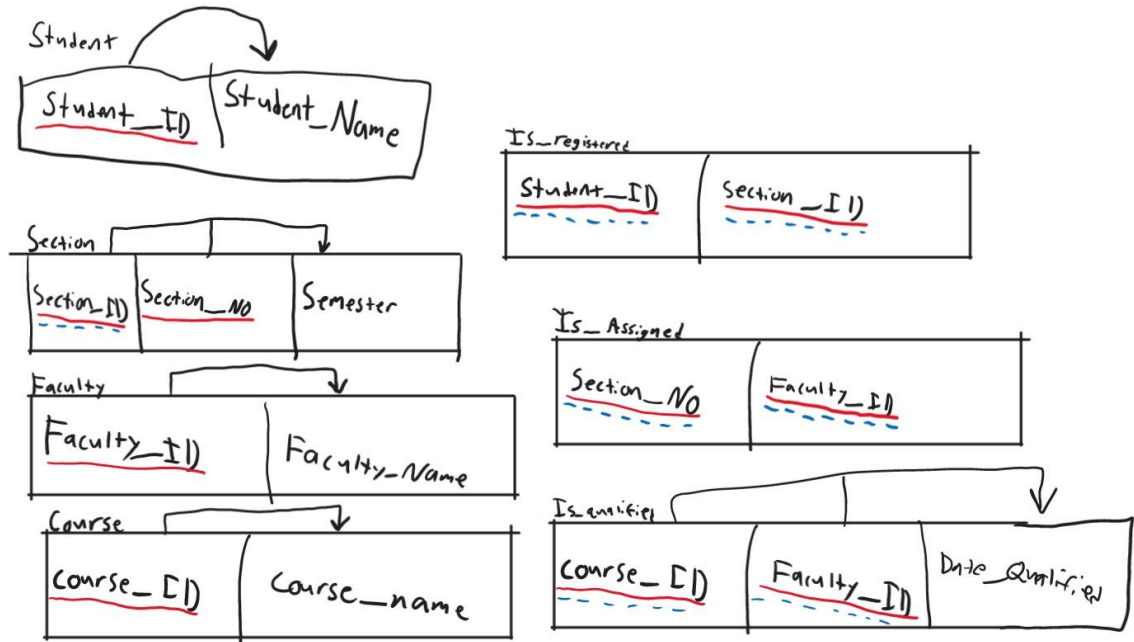 Student
Student_ID
Student_Name
Section
Section_ID
Section_NO
Semester
Faculty
Faculty_ID
Faculty_Name
Course
Course_ID
Course_name
Is_registered
Student_ID
Section_ID
Is_Assigned
Section_NO
Faculty_ID
Is_qualified
Course_ID
Faculty_ID
Date_Qualified